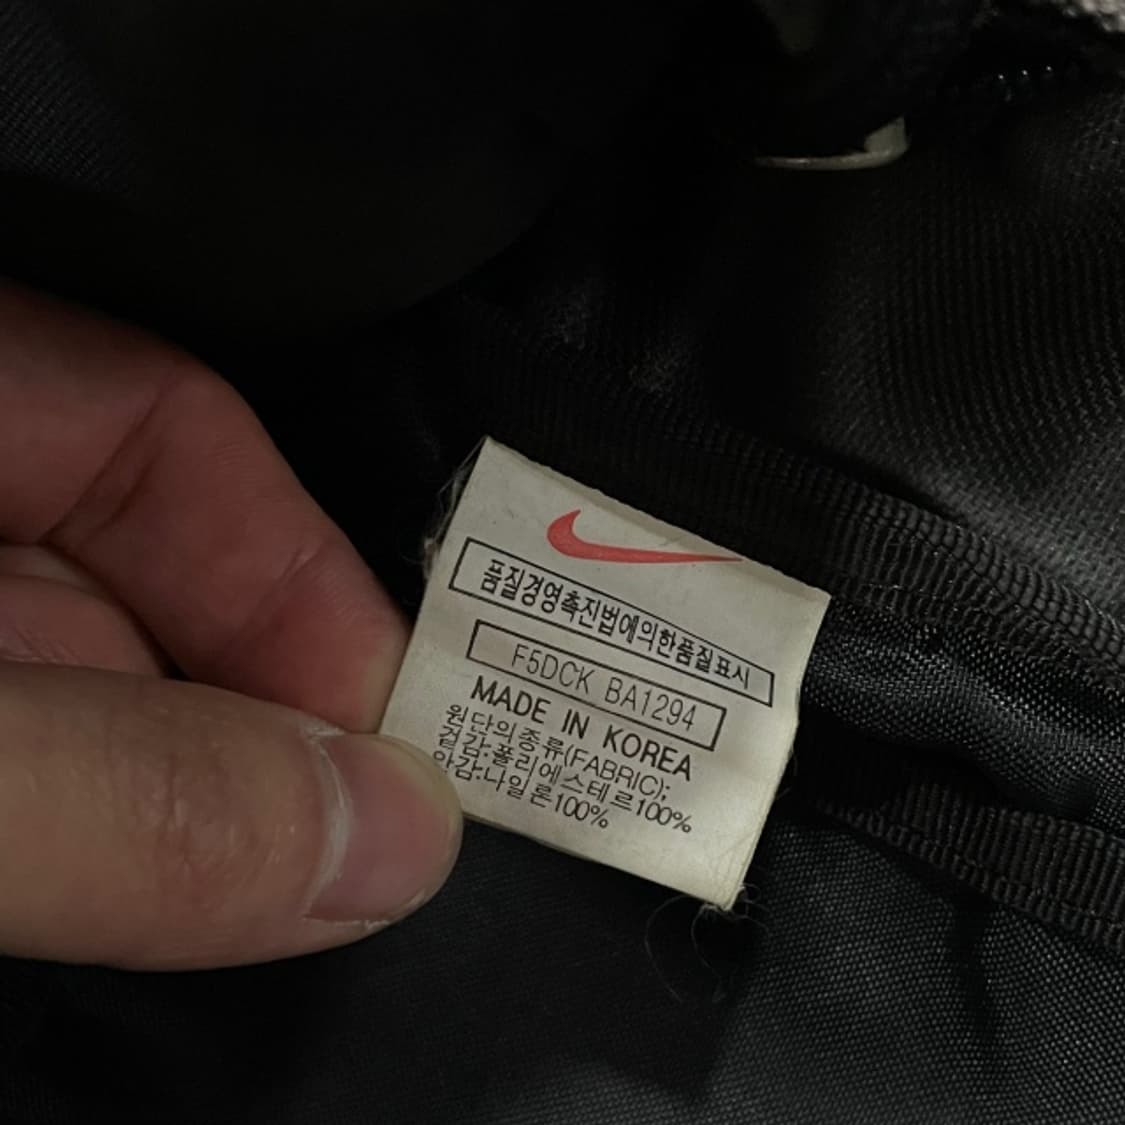 품질경영촉진법에의한품질표시
F5DCK BA1294
MADE IN KOREA
원단의종류(FABRIC);
겉감:폴리에스테르100%
안감:나일론100%